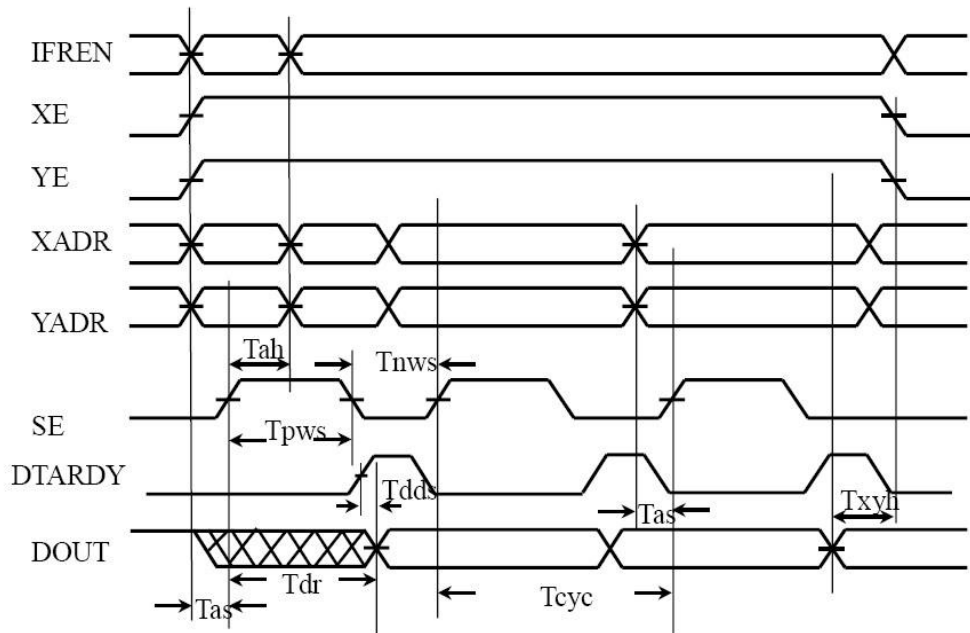 IFREN
XE
YE
XADR
YADR
Tah
Tnws
SE
Tpws
DTARDY
Tdds
Tas
Txyh
DOUT
Tdr
Tcyc
Tas